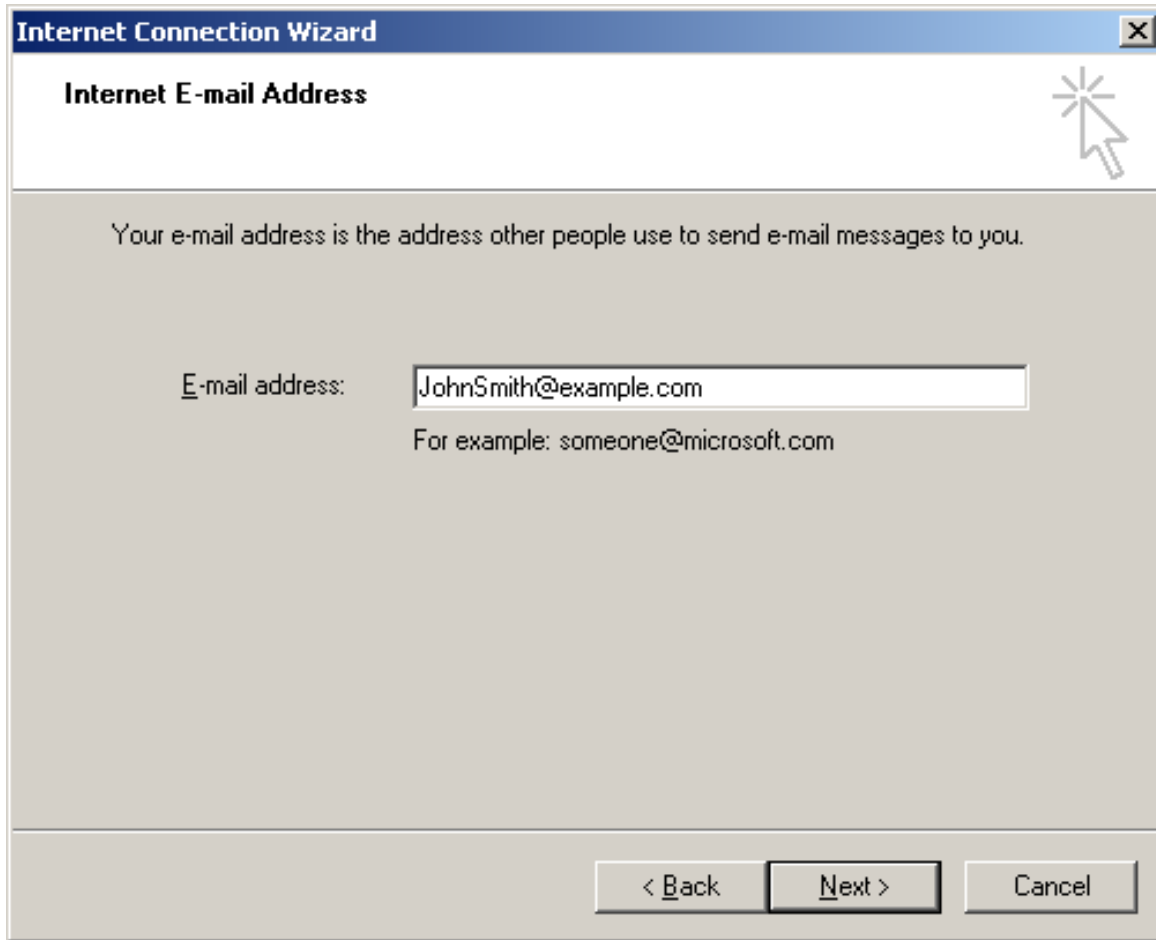 Internet Connection Wizard
Internet E-mail Address
Your e-mail address is the address other people use to send e-mail messages to you.
E-mail address: JohnSmith@example.com
For example: someone@microsoft.com
< Back Next > Cancel